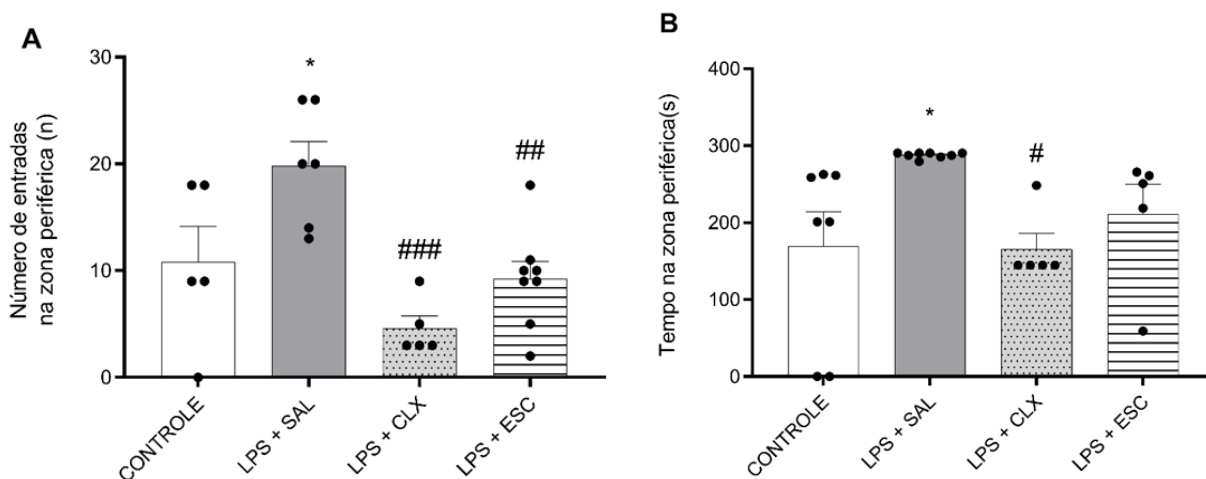 A
Número de entradas
na zona periférica (n)
30
20
10
0
*
###
##
CONTROLE
LPS + SAL
LPS + CLX
LPS + ESC
B
Tempo na zona periférica(s)
400
300
200
100
0
*
#
CONTROLE
LPS + SAL
LPS + CLX
LPS + ESC